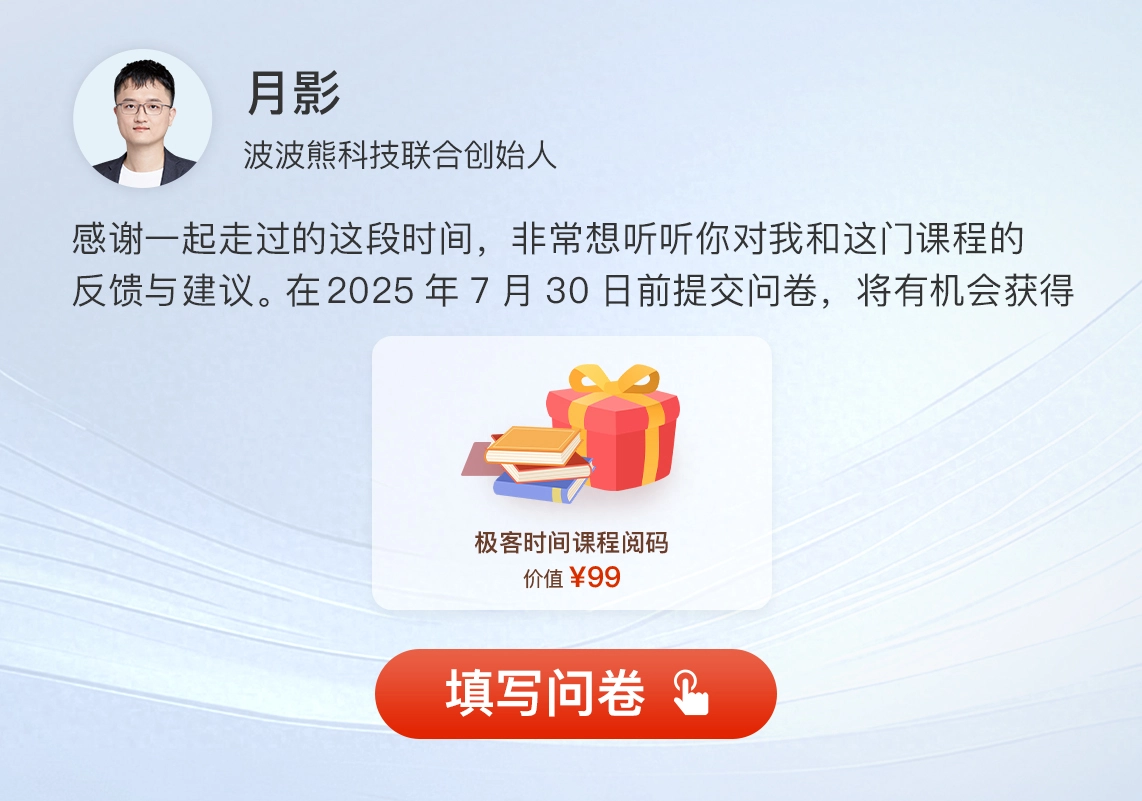 月影
波波熊科技联合创始人
感谢一起走过的这段时间，非常想听听你对我和这门课程的
反馈与建议。在 2025 年 7 月 30 日前提交问卷，将有机会获得
极客时间课程阅码
价值 ¥99
填写问卷